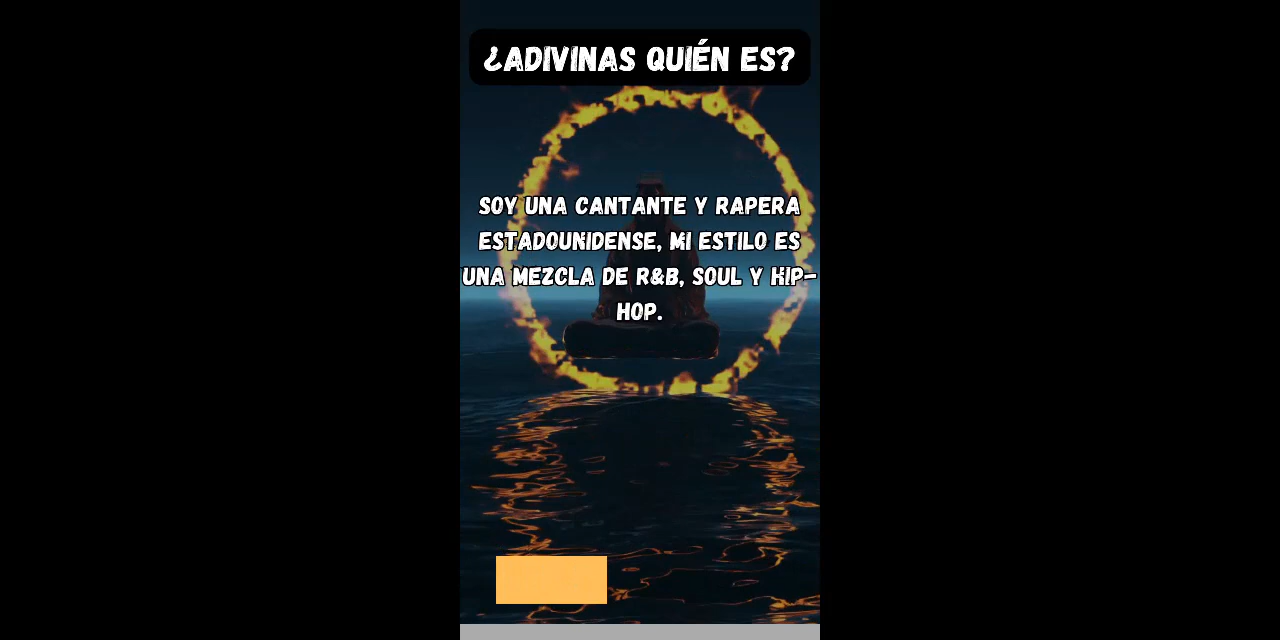 ¿ADIVINAS QUIÉN ES?
SOY UNA CANTANTE Y RAPERA
ESTADOUNIDENSE, MI ESTILO ES
UNA MEZCLA DE R&B, SOUL Y HIP-
HOP.